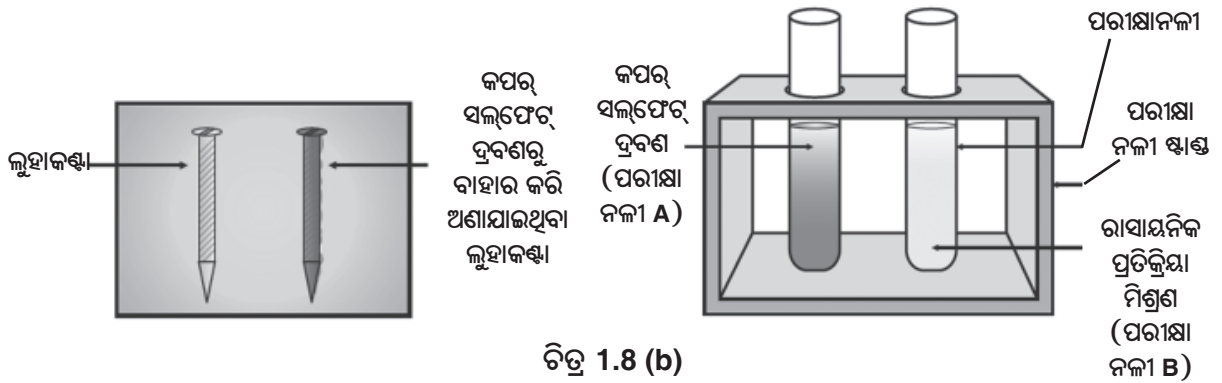 ଲୁହାକଣ୍ଟା
କପର୍
ସଲ୍‌ଫେଟ୍
ଦ୍ରବଣରୁ
ବାହାର କରି
ଅଣାଯାଇଥିବା
ଲୁହାକଣ୍ଟା
କପର୍
ସଲ୍‌ଫେଟ୍
ଦ୍ରବଣ
(ପରୀକ୍ଷା
ନଳୀ A)
ପରୀକ୍ଷାନଳୀ
ପରୀକ୍ଷା
ନଳୀ ଷ୍ଟାଣ୍ଡ
ରାସାୟନିକ
ପ୍ରତିକ୍ରିୟା
ମିଶ୍ରଣ
(ପରୀକ୍ଷା
ନଳୀ B)
ଚିତ୍ର 1.8 (b)